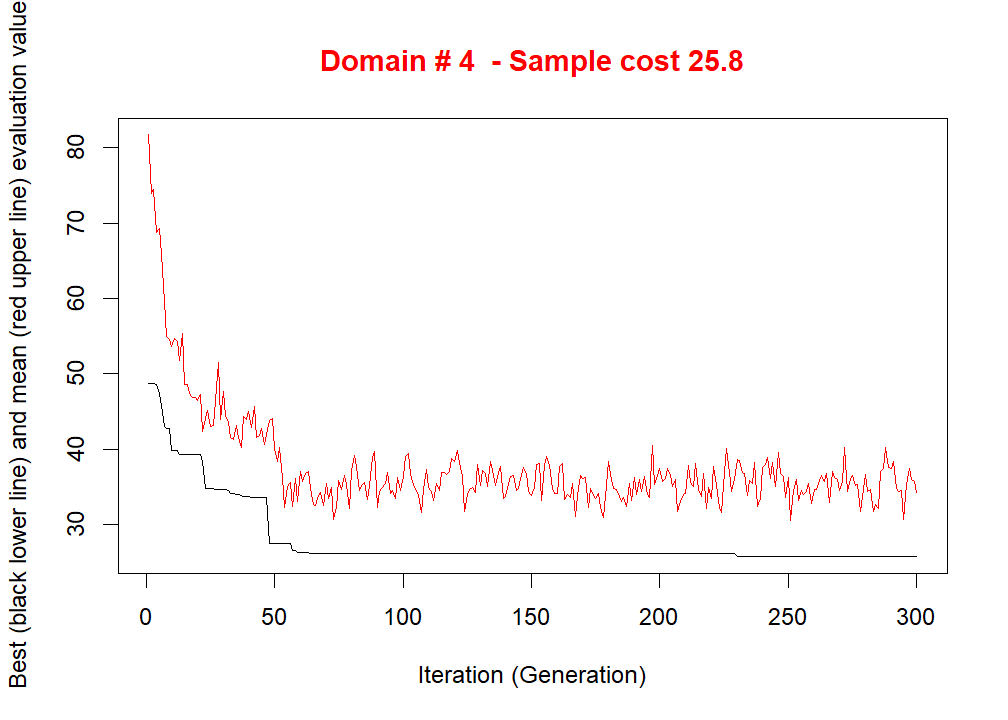 Domain # 4  - Sample cost 25.8
Best (black lower line) and mean (red upper line) evaluation value
80
70
60
50
40
30
0 50 100 150 200 250 300
Iteration (Generation)